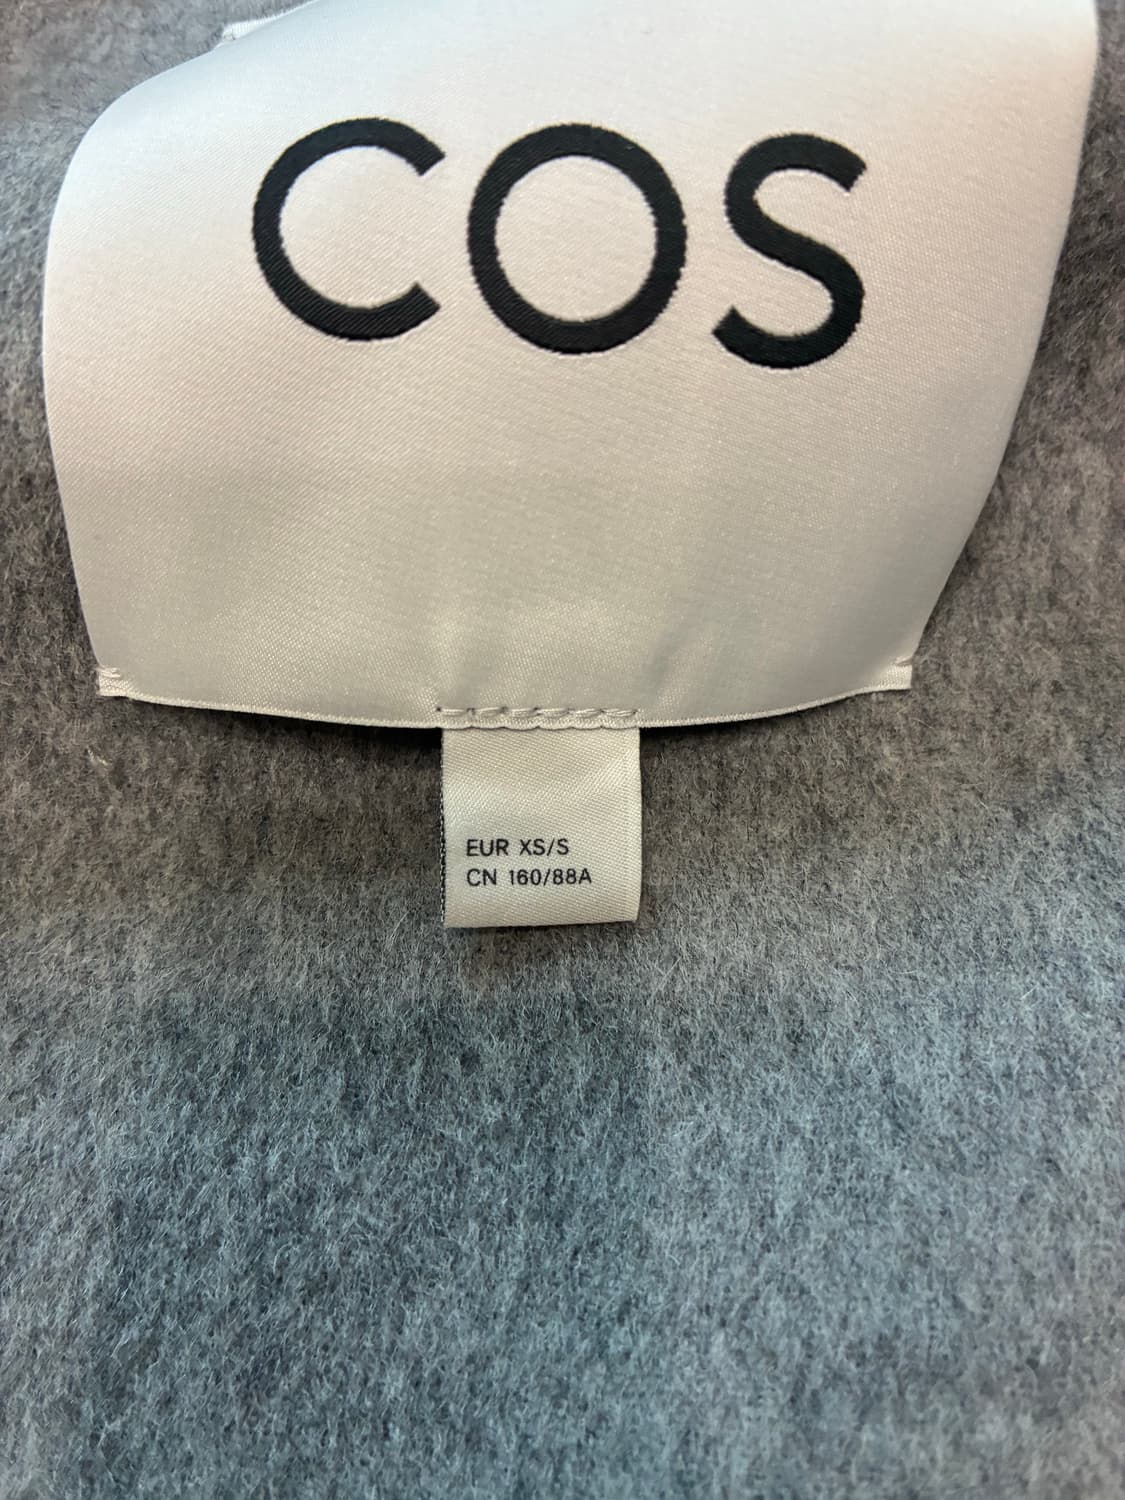 COS
EUR XS/S
CN 160/88A